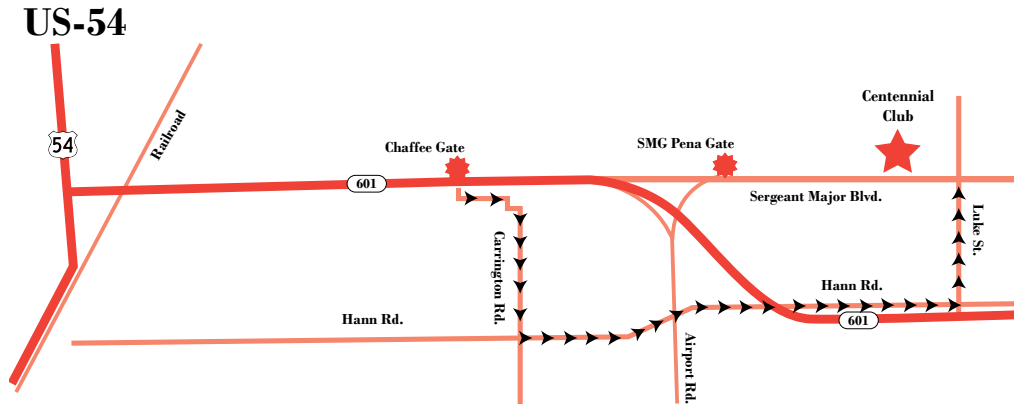 US-54
54
Railroad
Chaffee Gate
SMG Pena Gate
Centennial
Club
601
Sergeant Major Blvd.
Carrington Rd.
Luke St.
Hann Rd.
Hann Rd.
601
Airport Rd.